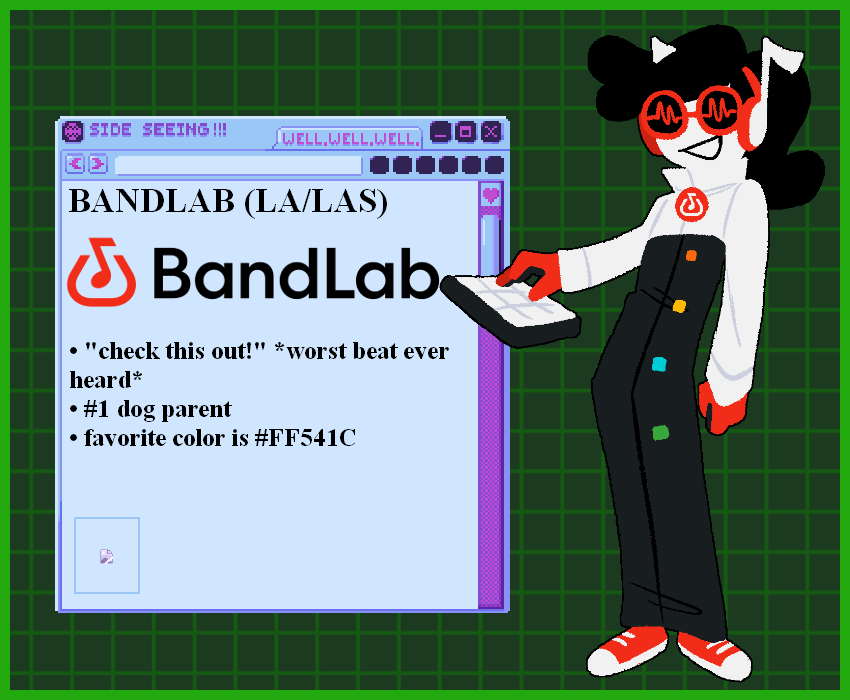 SIDE SEEING!!!
WELL.WELL.WELL.
BANDLAB (LA/LAS)
BandLab
• "check this out!" *worst beat ever
heard*
• #1 dog parent
• favorite color is #FF541C